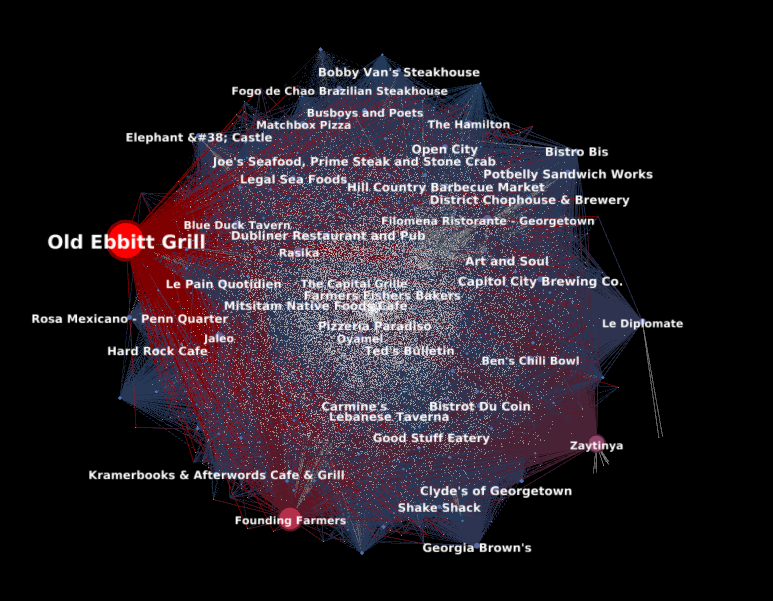 Bobby Van's Steakhouse
Fogo de Chao Brazilian Steakhouse
Busboys and Poets
Matchbox Pizza
The Hamilton
Elephant &#38; Castle
Open City
Bistro Bis
Joe's Seafood, Prime Steak and Stone Crab
Potbelly Sandwich Works
Legal Sea Foods
Hill Country Barbecue Market
District Chophouse & Brewery
Filomena Ristorante - Georgetown
Blue Duck Tavern
Dubliner Restaurant and Pub
Old Ebbitt Grill
Rasika
Art and Soul
Le Pain Quotidien
The Capital Grille
Capitol City Brewing Co.
Farmers Fishers Bakers
Mitsitam Native Foods Cafe
Rosa Mexicano - Penn Quarter
Le Diplomate
Pizzeria Paradiso
Jaleo
Oyamel
Hard Rock Cafe
Ted's Bulletin
Ben's Chili Bowl
Carmine's
Bistrot Du Coin
Lebanese Taverna
Good Stuff Eatery
Zaytinya
Kramerbooks & Afterwords Cafe & Grill
Clyde's of Georgetown
Shake Shack
Founding Farmers
Georgia Brown's